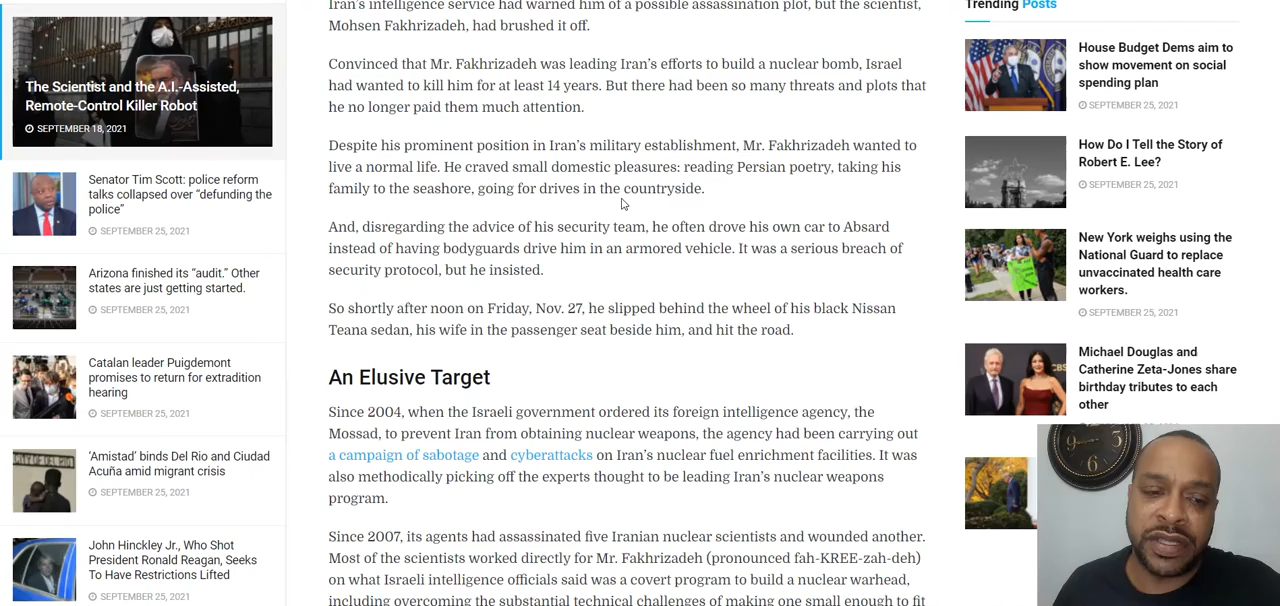 The Scientist and the A.I.-Assisted,
Remote-Control Killer Robot
SEPTEMBER 18, 2021
Senator Tim Scott: police reform
talks collapsed over “defunding the
police”
SEPTEMBER 25, 2021
Arizona finished its “audit.” Other
states are just getting started.
SEPTEMBER 25, 2021
Catalan leader Puigdemont
promises to return for extradition
hearing
SEPTEMBER 25, 2021
‘Amistad’ binds Del Rio and Ciudad
Acuña amid migrant crisis
SEPTEMBER 25, 2021
John Hinckley Jr., Who Shot
President Ronald Reagan, Seeks
To Have Restrictions Lifted
SEPTEMBER 25, 2021
Iran’s intelligence service had warned him of a possible assassination plot, but the scientist,
Mohsen Fakhrizadeh, had brushed it off.
Convinced that Mr. Fakhrizadeh was leading Iran’s efforts to build a nuclear bomb, Israel
had wanted to kill him for at least 14 years. But there had been so many threats and plots that
he no longer paid them much attention.
Despite his prominent position in Iran’s military establishment, Mr. Fakhrizadeh wanted to
live a normal life. He craved small domestic pleasures: reading Persian poetry, taking his
family to the seashore, going for drives in the countryside.
And, disregarding the advice of his security team, he often drove his own car to Absard
instead of having bodyguards drive him in an armored vehicle. It was a serious breach of
security protocol, but he insisted.
So shortly after noon on Friday, Nov. 27, he slipped behind the wheel of his black Nissan
Teana sedan, his wife in the passenger seat beside him, and hit the road.
An Elusive Target
Since 2004, when the Israeli government ordered its foreign intelligence agency, the
Mossad, to prevent Iran from obtaining nuclear weapons, the agency had been carrying out
a campaign of sabotage and cyberattacks on Iran’s nuclear fuel enrichment facilities. It was
also methodically picking off the experts thought to be leading Iran’s nuclear weapons
program.
Since 2007, its agents had assassinated five Iranian nuclear scientists and wounded another.
Most of the scientists worked directly for Mr. Fakhrizadeh (pronounced fah-KREE-zah-deh)
on what Israeli intelligence officials said was a covert program to build a nuclear warhead,
including overcoming the substantial technical challenges of making one small enough to fit
Trending Posts
House Budget Dems aim to
show movement on social
spending plan
SEPTEMBER 25, 2021
How Do I Tell the Story of
Robert E. Lee?
SEPTEMBER 25, 2021
New York weighs using the
National Guard to replace
unvaccinated health care
workers.
SEPTEMBER 25, 2021
Michael Douglas and
Catherine Zeta-Jones share
birthday tributes to each
other
9 3 6